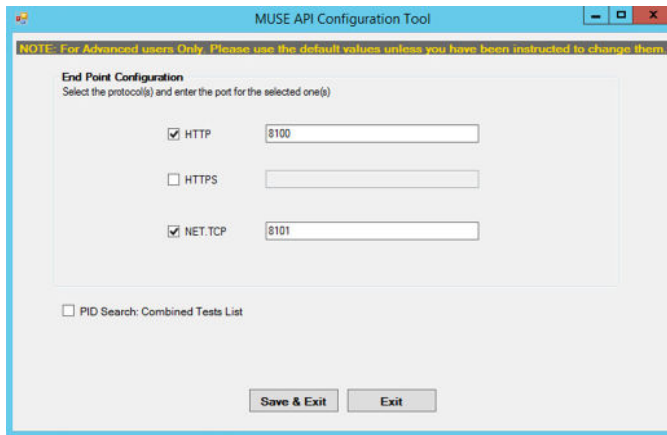 MUSE API Configuration Tool
NOTE: For Advanced users Only. Please use the default values unless you have been instructed to change them.
End Point Configuration
Select the protocol(s) and enter the port for the selected one(s)
HTTP 8100
HTTPS
NET.TCP 8101
PID Search: Combined Tests List
Save & Exit Exit